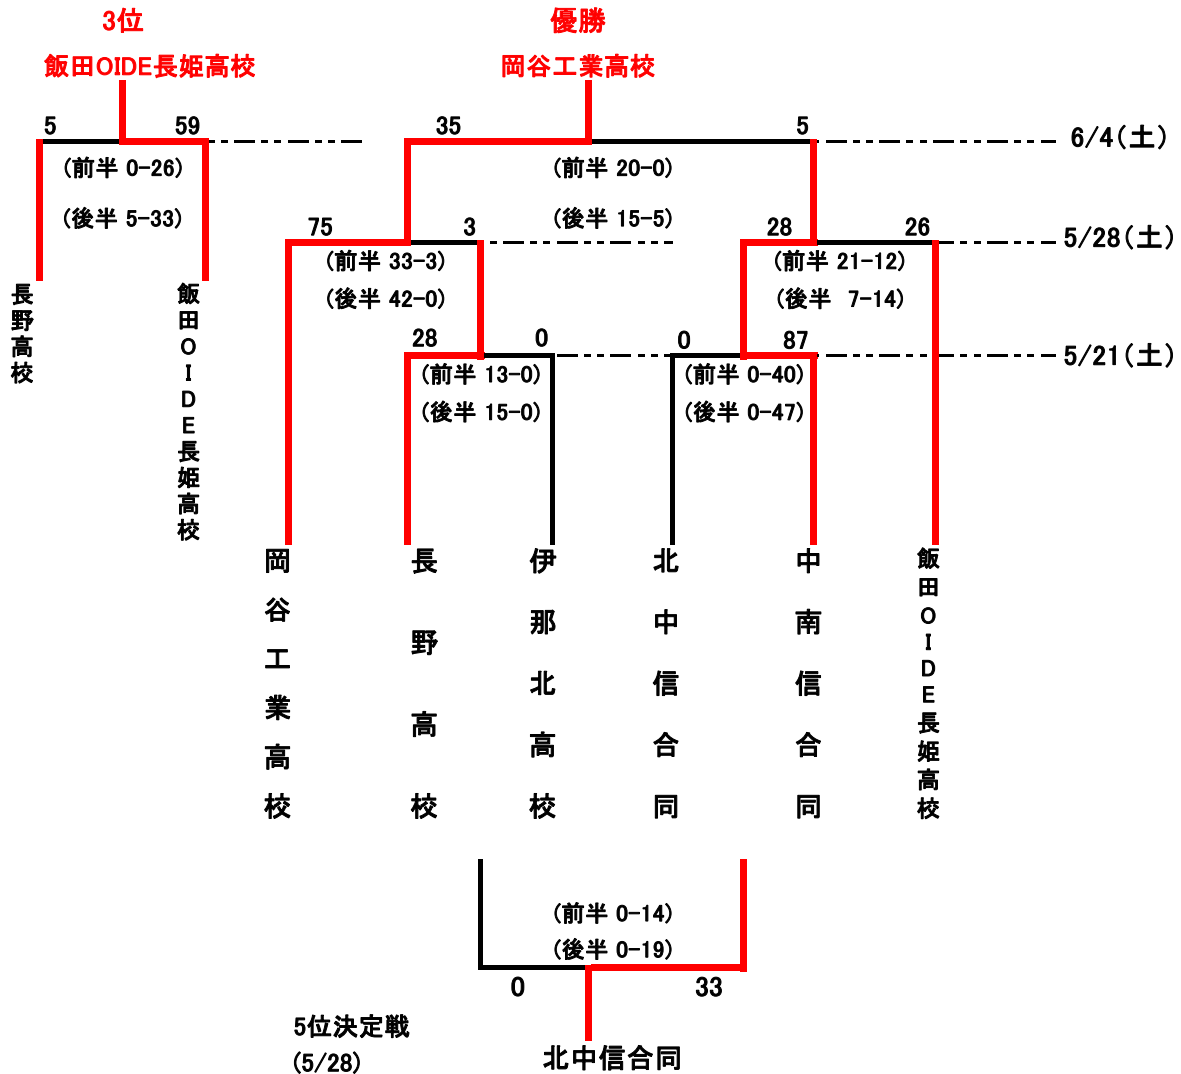 3位
優勝
飯田OIDE長姫高校
岡谷工業高校
5 59
35 5
6/4(土)
(前半 0-26)
(後半 5-33)
(前半 20-0)
(後半 15-5)
75 3
28 26
5/28(土)
(前半 33-3)
(後半 42-0)
(前半 21-12)
(後半 7-14)
長野高校
飯田OIDE長姫高校
28 0
0 87
5/21(土)
(前半 13-0)
(後半 15-0)
(前半 0-40)
(後半 0-47)
岡谷工業高校
長野高校
伊那北高校
北中信合同
中南信合同
飯田OIDE長姫高校
(前半 0-14)
(後半 0-19)
0 33
5位決定戦
(5/28)
北中信合同